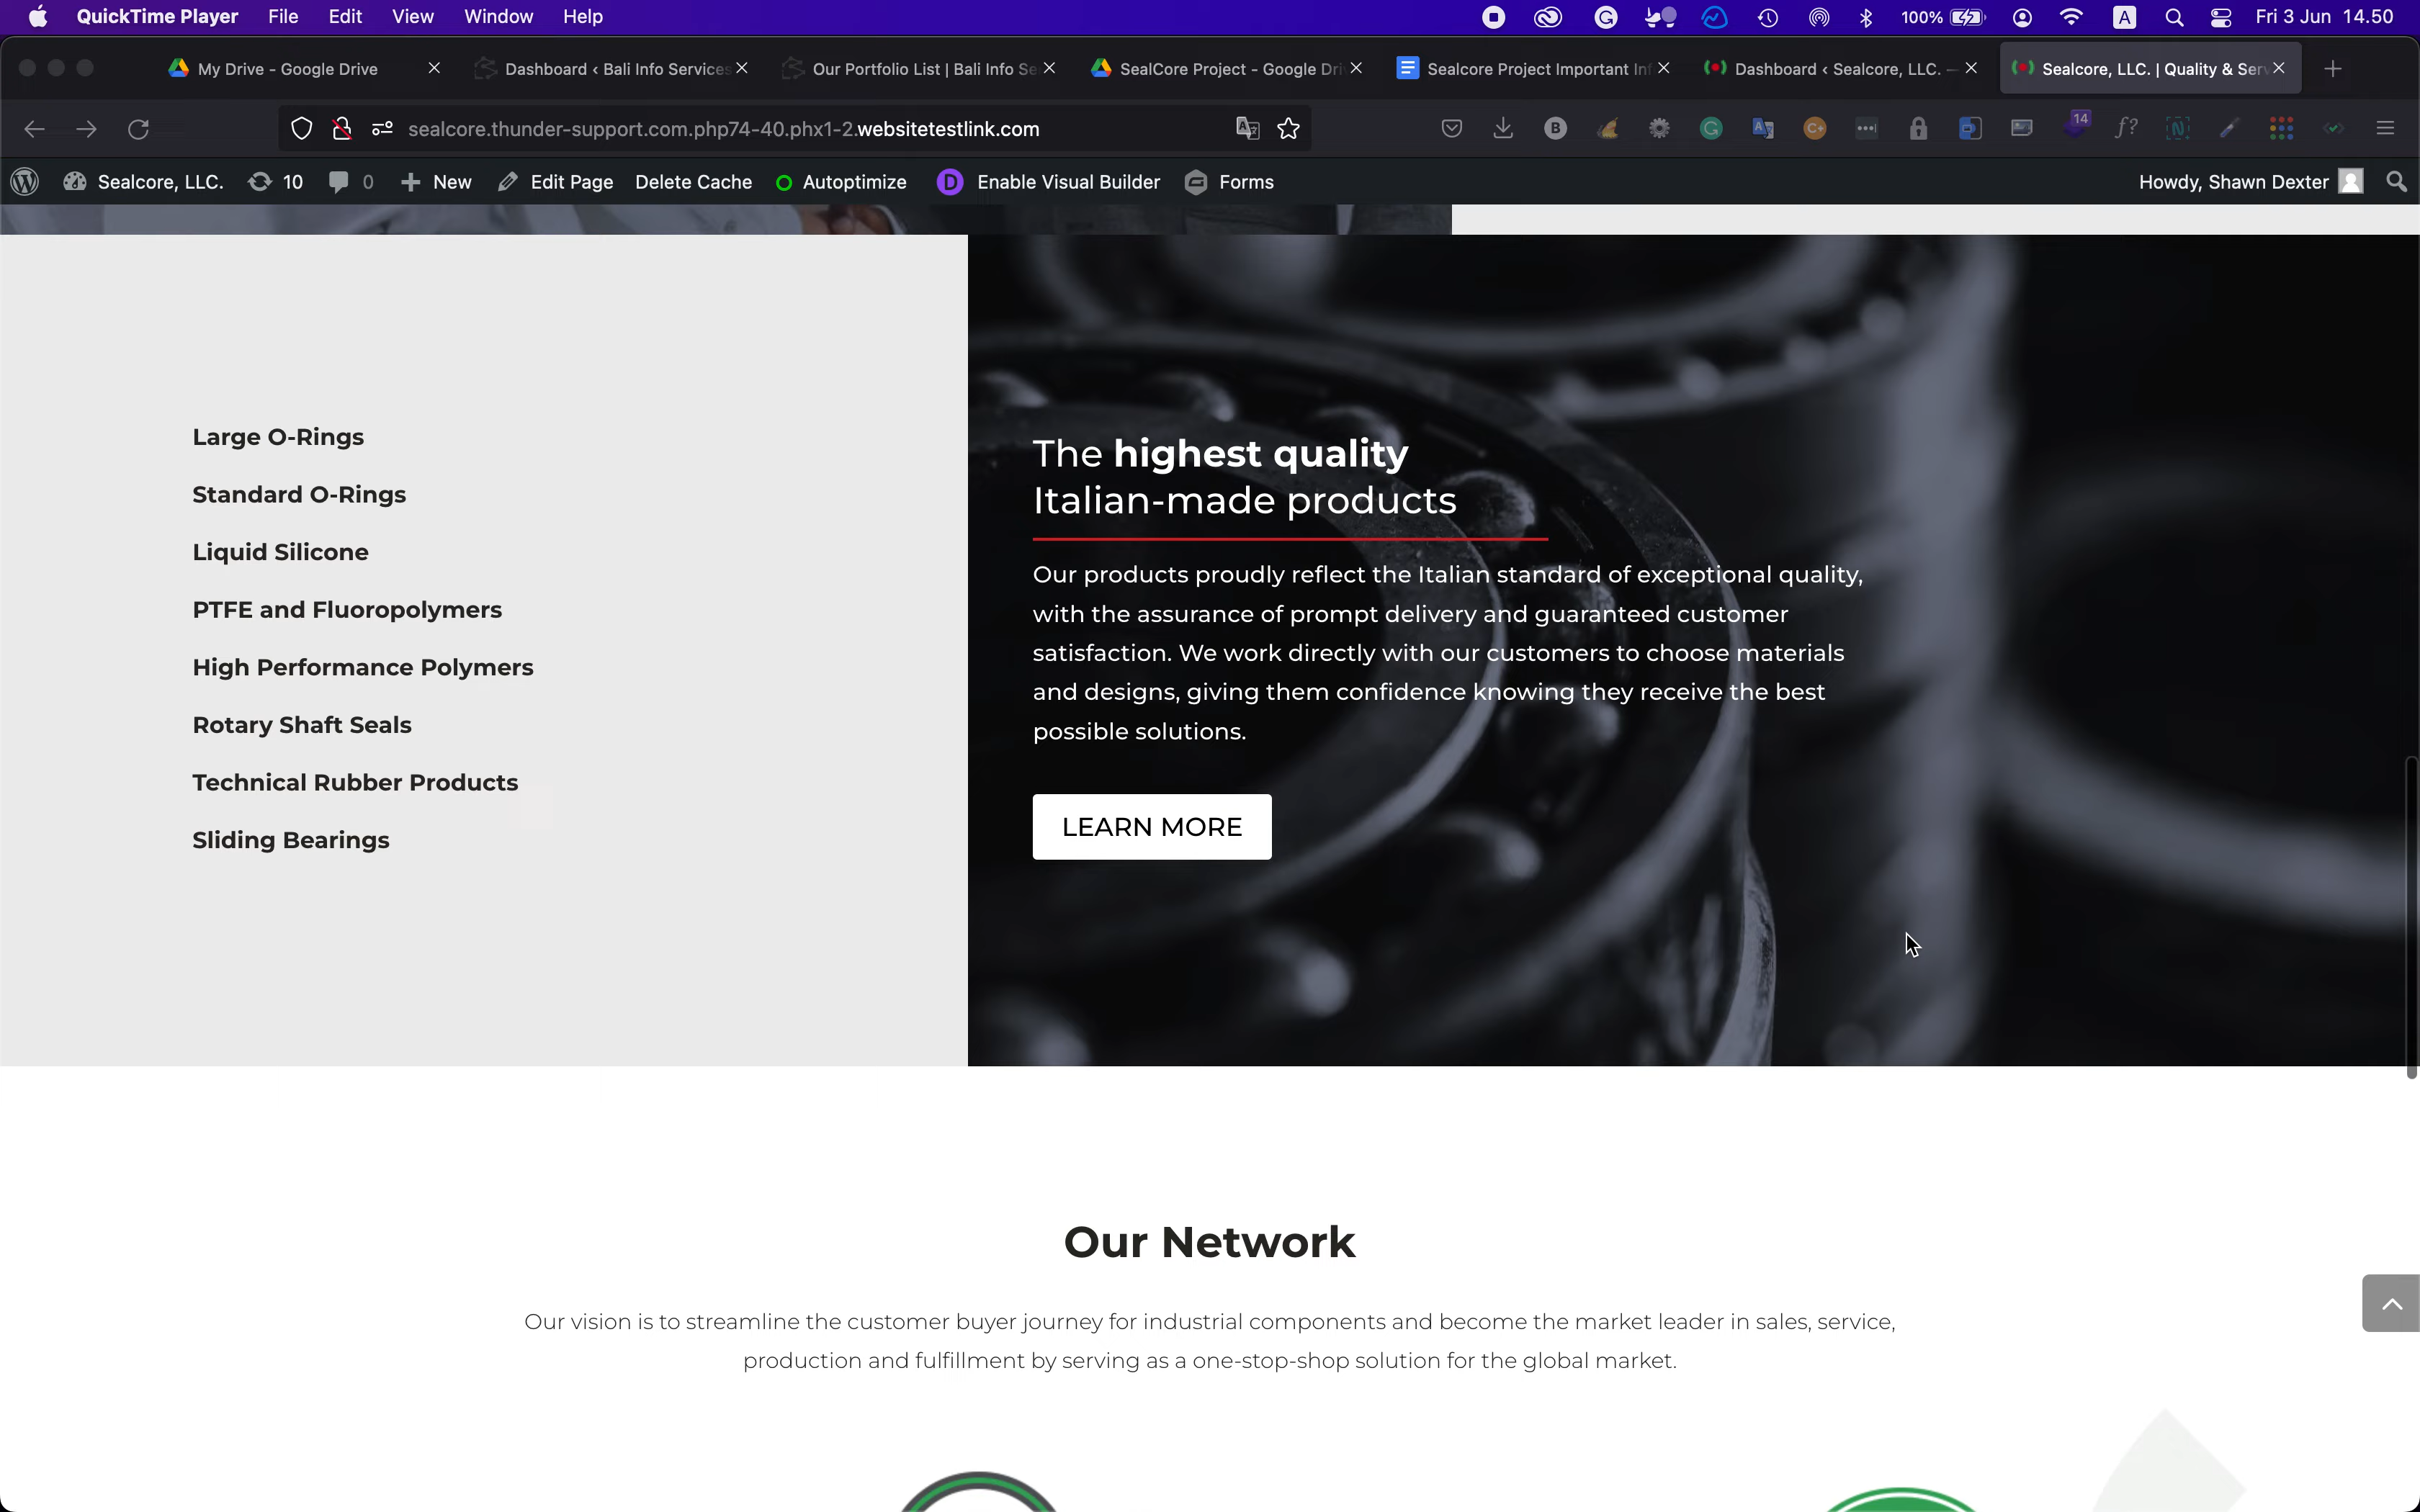 QuickTime Player File Edit View Window Help 100% A Fri 3 Jun 14.50
My Drive - Google Drive Dashboard ‹ Bali Info Services Our Portfolio List | Bali Info Se SealCore Project - Google Dri Sealcore Project Important Inf Dashboard ‹ Sealcore, LLC. — Sealcore, LLC. | Quality & Serv
sealcore.thunder-support.com.php74-40.phx1-2.websitetestlink.com 14
Sealcore, LLC. 10 0 New Edit Page Delete Cache Autoptimize D Enable Visual Builder Forms Howdy, Shawn Dexter
Large O-Rings
Standard O-Rings
Liquid Silicone
PTFE and Fluoropolymers
High Performance Polymers
Rotary Shaft Seals
Technical Rubber Products
Sliding Bearings
The highest quality
Italian-made products
Our products proudly reflect the Italian standard of exceptional quality,
with the assurance of prompt delivery and guaranteed customer
satisfaction. We work directly with our customers to choose materials
and designs, giving them confidence knowing they receive the best
possible solutions.
LEARN MORE
Our Network
Our vision is to streamline the customer buyer journey for industrial components and become the market leader in sales, service,
production and fulfillment by serving as a one-stop-shop solution for the global market.